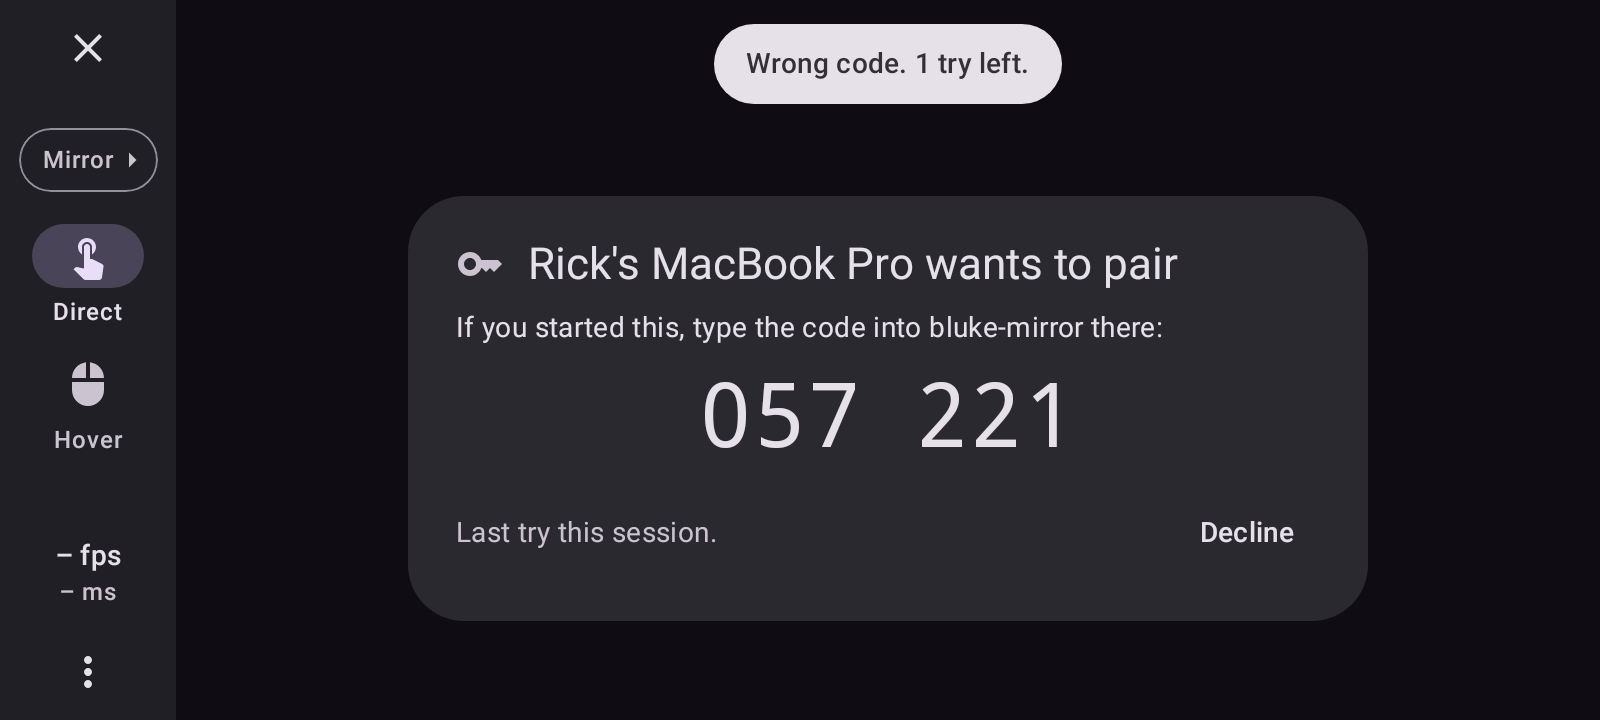 Wrong code. 1 try left.
Mirror
Direct
Hover
– fps
– ms
Rick's MacBook Pro wants to pair
If you started this, type the code into bluke-mirror there:
057 221
Last try this session.
Decline